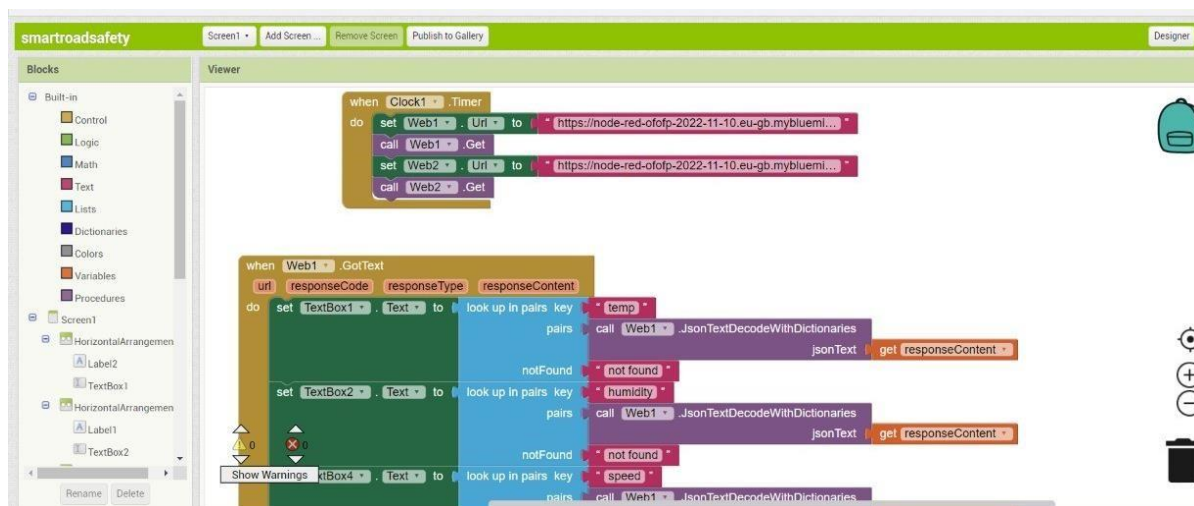 smartroadsafety
Screen1
Add Screen ...
Remove Screen
Publish to Gallery
Designer
Blocks
Viewer
Built-in
Control
Logic
Math
Text
Lists
Dictionaries
Colors
Variables
Procedures
Screen1
HorizontalArrangemen
Label2
TextBox1
HorizontalArrangemen
Label1
TextBox2
Rename Delete
when Clock1 .Timer
do set Web1 . Url to " https://node-red-ofofp-2022-11-10.eu-gb.mybluemi... "
call Web1 .Get
set Web2 . Url to " https://node-red-ofofp-2022-11-10.eu-gb.mybluemi... "
call Web2 .Get
when Web1 .GotText
url responseCode responseType responseContent
do set TextBox1 . Text to look up in pairs key " temp "
pairs call Web1 .JsonTextDecodeWithDictionaries
jsonText get responseContent
notFound " not found "
set TextBox2 . Text to look up in pairs key " humidity "
pairs call Web1 .JsonTextDecodeWithDictionaries
jsonText get responseContent
notFound " not found "
0 0
Show Warnings
xtBox4 . Text to look up in pairs key " speed "
pairs call Web1 .JsonTextDecodeWithDictionaries